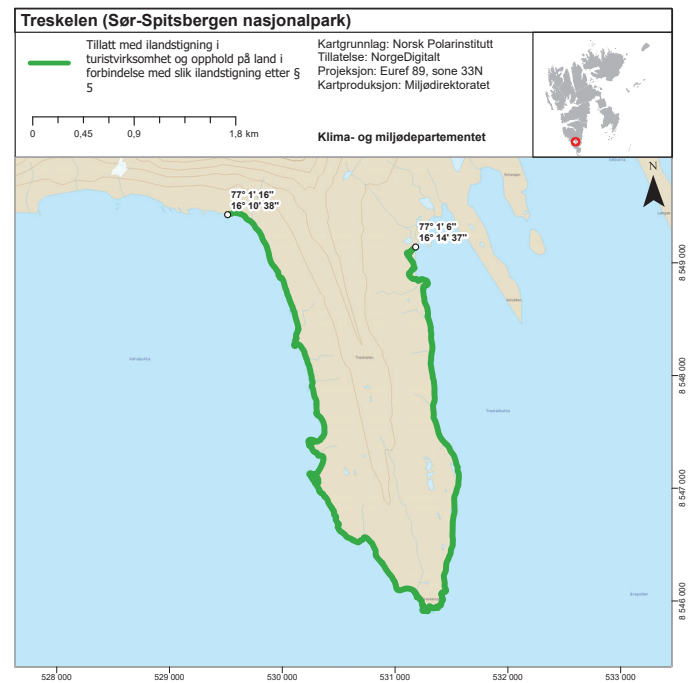 Treskelen (Sør-Spitsbergen nasjonalpark)
Tillatt med ilandstigning i
turistvirksomhet og opphold på land i
forbindelse med slik ilandstigning etter §
5
Kartgrunnlag: Norsk Polarinstitutt
Tillatelse: NorgeDigitalt
Projeksjon: Euref 89, sone 33N
Kartproduksjon: Miljødirektoratet
0 0,45 0,9 1,8 km
Klima- og miljødepartementet
N
77° 1' 16''
16° 10' 38''
77° 1' 6''
16° 14' 37''
Treskelen
8 549 000
8 548 000
8 547 000
8 546 000
528 000 529 000 530 000 531 000 532 000 533 000